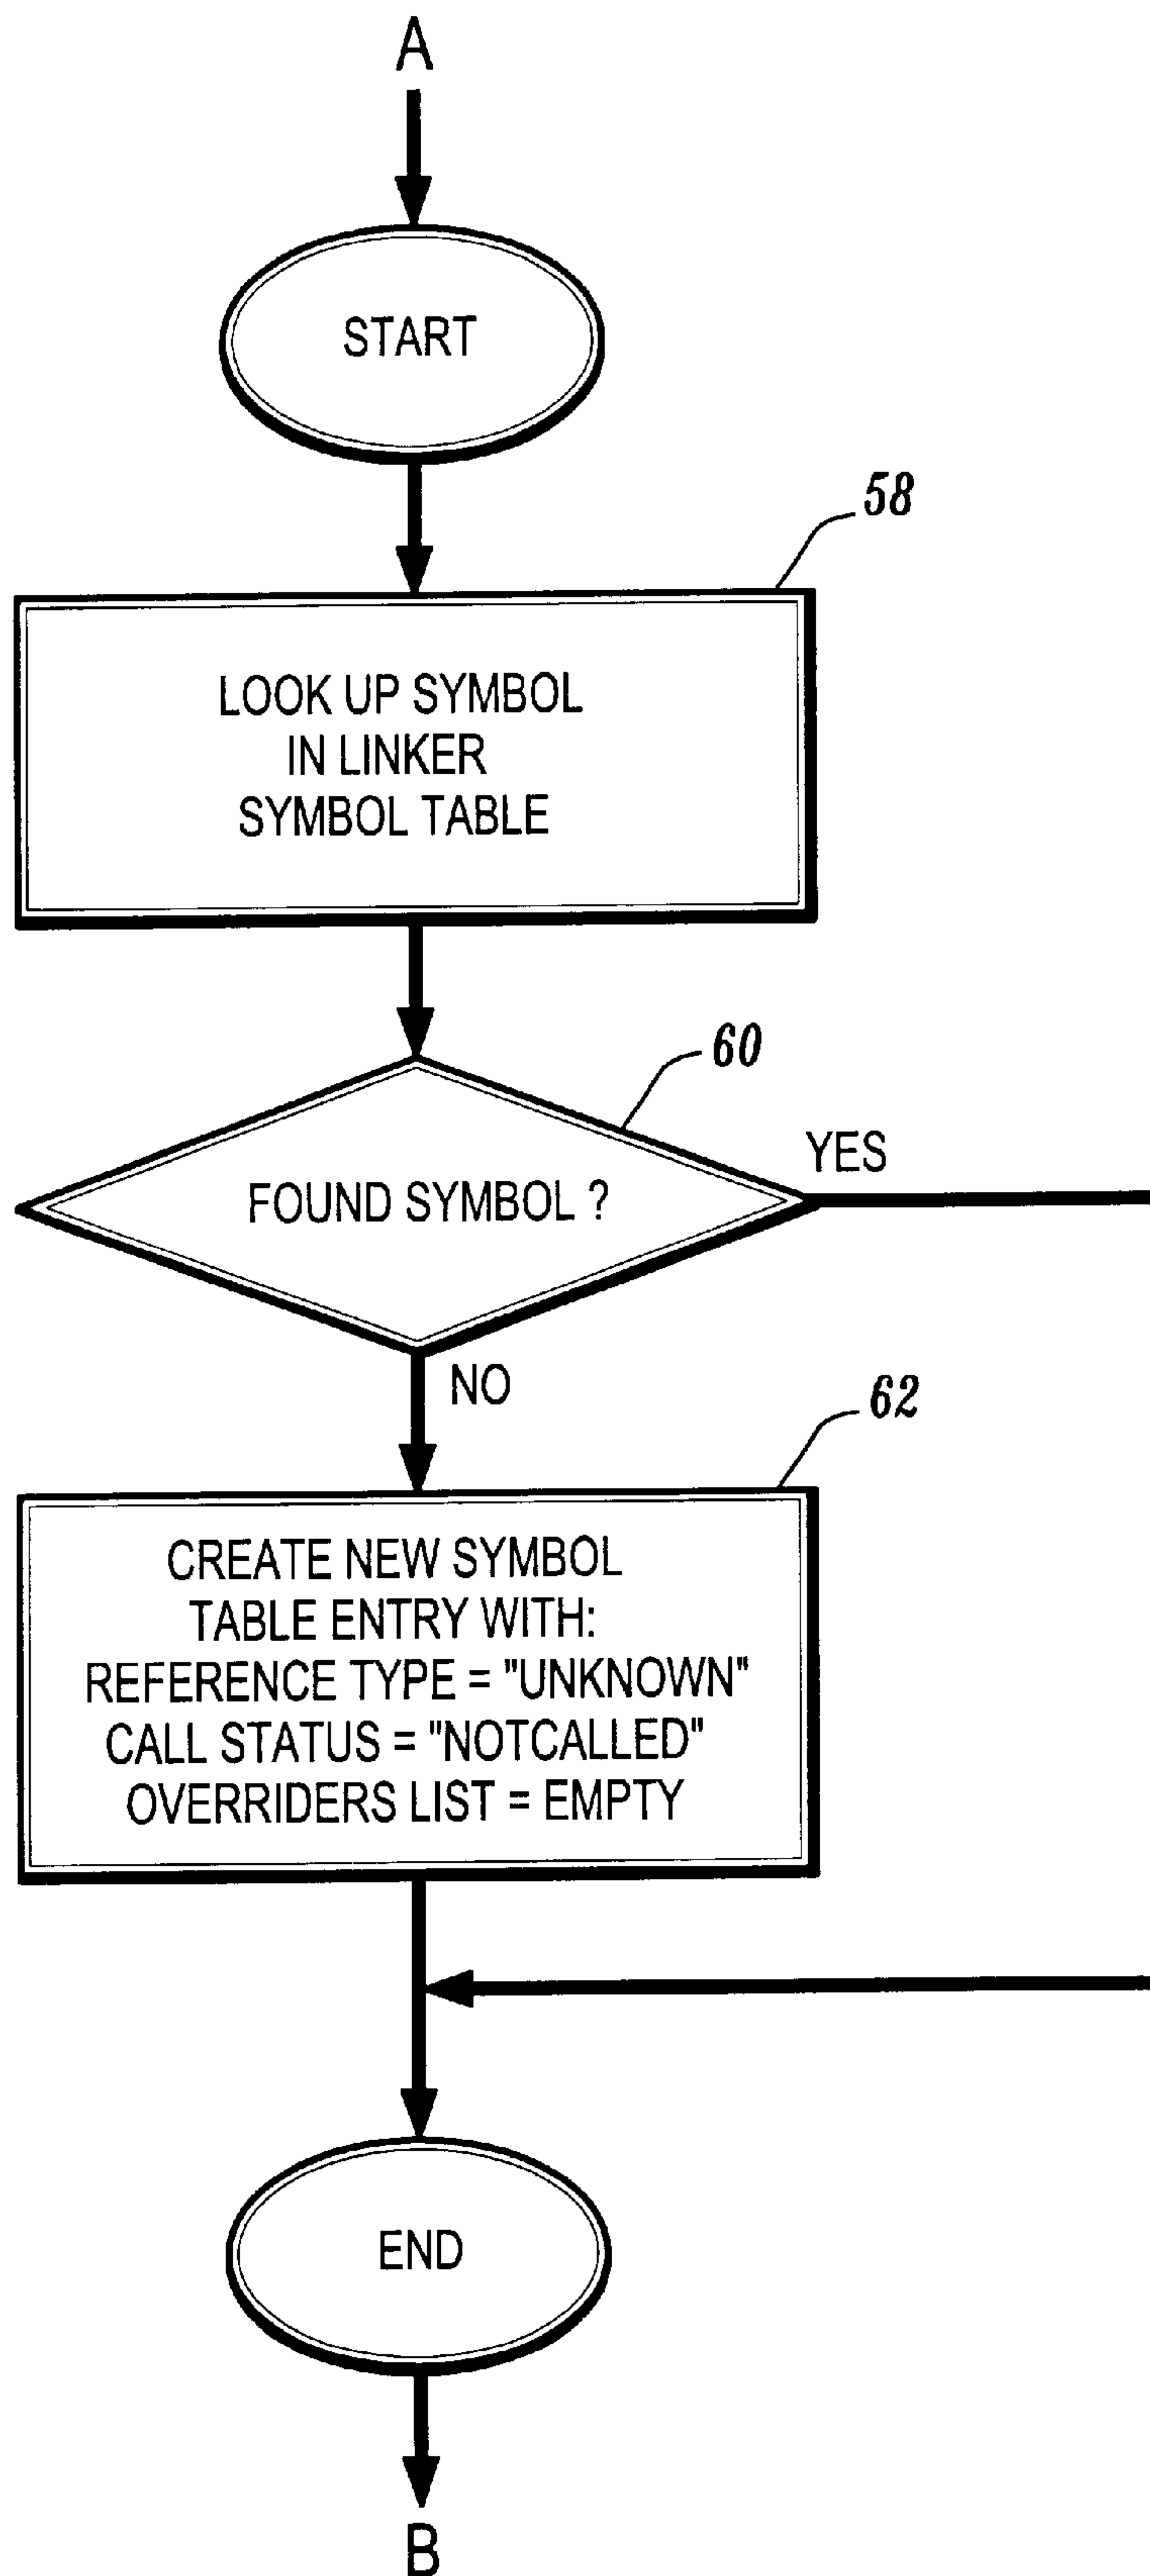 A
START
58
LOOK UP SYMBOL
IN LINKER
SYMBOL TABLE
60
YES
FOUND SYMBOL ?
NO
62
CREATE NEW SYMBOL
TABLE ENTRY WITH:
REFERENCE TYPE = "UNKNOWN"
CALL STATUS = "NOTCALLED"
OVERRIDERS LIST = EMPTY
END
B